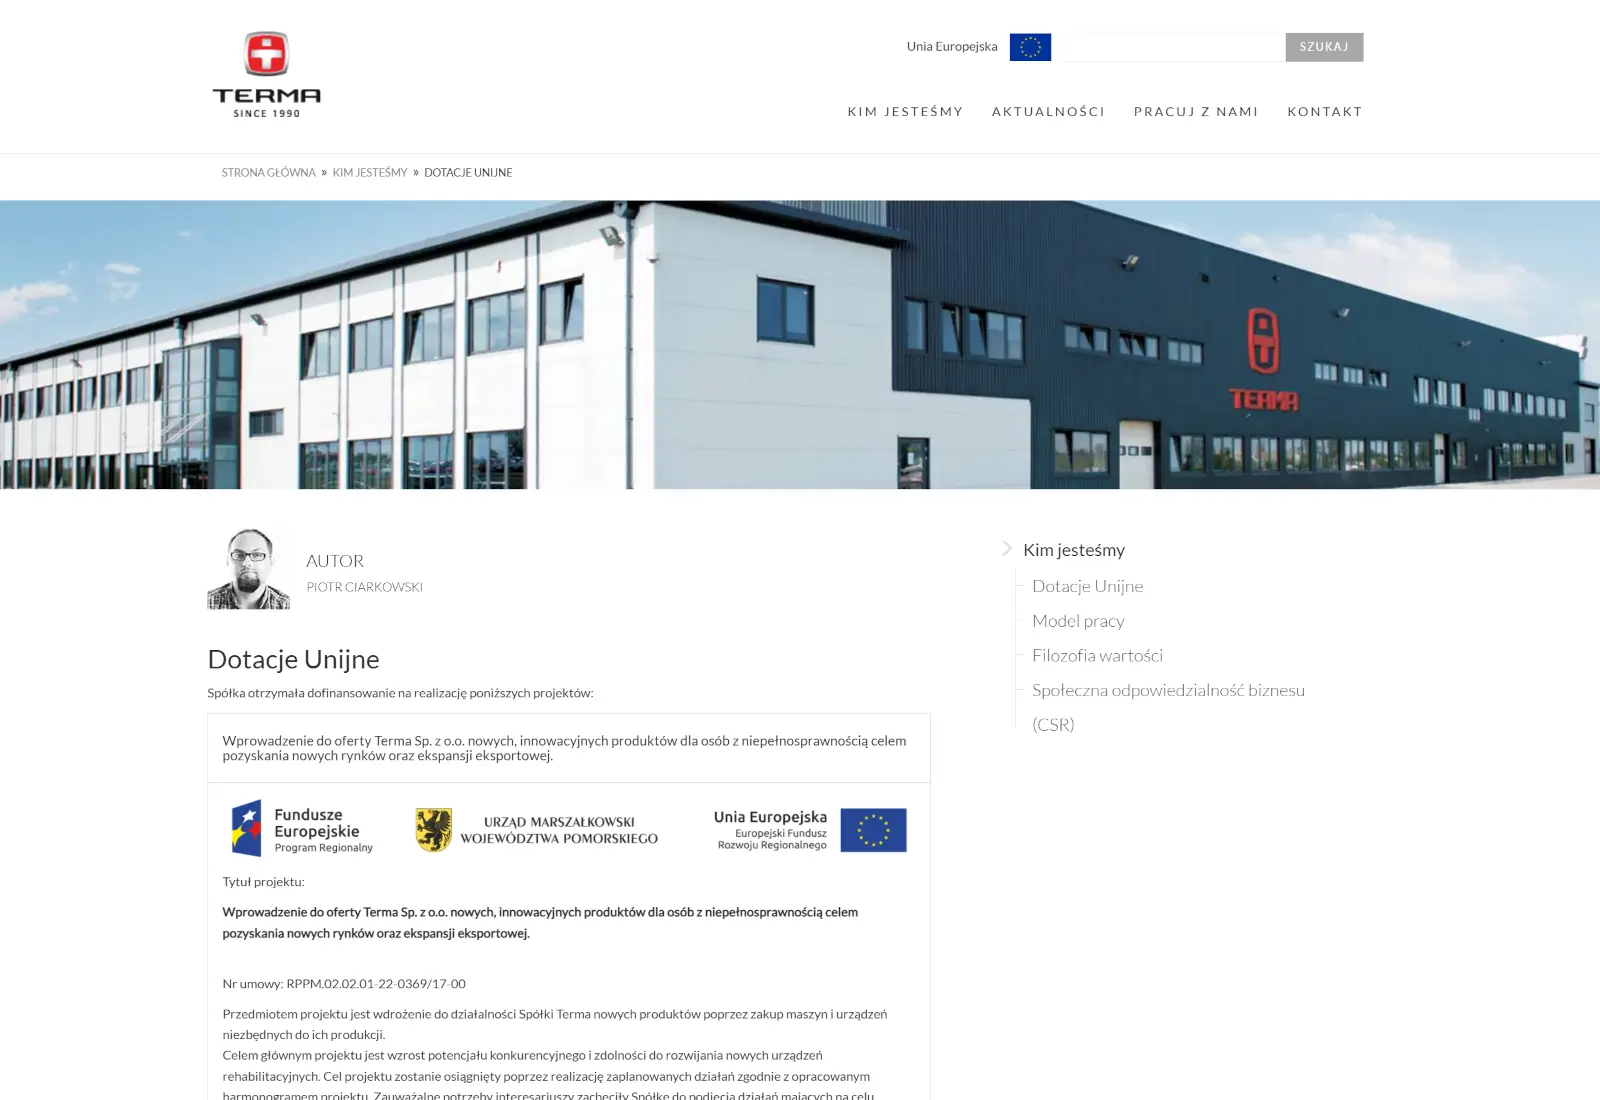 TERMA
SINCE 1990
Unia Europejska
SZUKAJ
KIM JESTEŚMY AKTUALNOŚCI PRACUJ Z NAMI KONTAKT
STRONA GŁÓWNA » KIM JESTEŚMY » DOTACJE UNIJNE
TERMA
AUTOR
PIOTR CIARKOWSKI
Dotacje Unijne
Spółka otrzymała dofinansowanie na realizację poniższych projektów:
Wprowadzenie do oferty Terma Sp. z o.o. nowych, innowacyjnych produktów dla osób z niepełnosprawnością celem
pozyskania nowych rynków oraz ekspansji eksportowej.
Fundusze
Europejskie
Program Regionalny
URZĄD MARSZAŁKOWSKI
WOJEWÓDZTWA POMORSKIEGO
Unia Europejska
Europejski Fundusz
Rozwoju Regionalnego
Tytuł projektu:
Wprowadzenie do oferty Terma Sp. z o.o. nowych, innowacyjnych produktów dla osób z niepełnosprawnością celem
pozyskania nowych rynków oraz ekspansji eksportowej.
Nr umowy: RPPM.02.02.01-22-0369/17-00
Przedmiotem projektu jest wdrożenie do działalności Spółki Terma nowych produktów poprzez zakup maszyn i urządzeń
niezbędnych do ich produkcji.
Celem głównym projektu jest wzrost potencjału konkurencyjnego i zdolności do rozwijania nowych urządzeń
rehabilitacyjnych. Cel projektu zostanie osiągnięty poprzez realizację zaplanowanych działań zgodnie z opracowanym
harmonogramem projektu. Zauważalne potrzeby interesariuszy zachęciły Spółkę do podjęcia działań mających na celu
Kim jesteśmy
Dotacje Unijne
Model pracy
Filozofia wartości
Społeczna odpowiedzialność biznesu
(CSR)